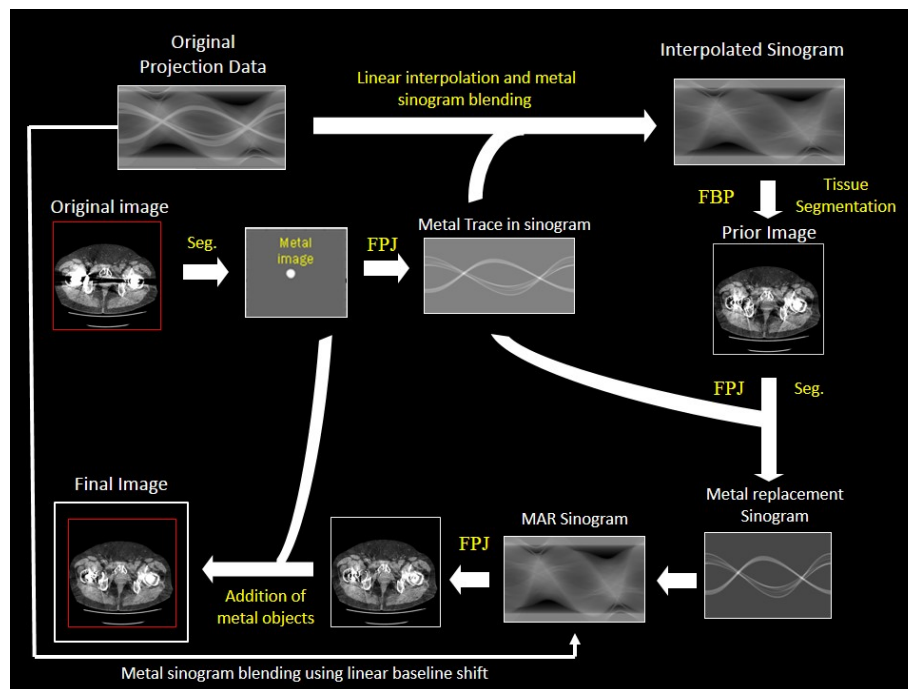 Original
Projection Data
Interpolated Sinogram
Linear interpolation and metal
sinogram blending
FBP
Tissue
Segmentation
Original image
Seg.
Metal
image
FPJ
Metal Trace in sinogram
Prior Image
FPJ
Seg.
Final Image
Metal replacement
Sinogram
MAR Sinogram
FPJ
Addition of
metal objects
Metal sinogram blending using linear baseline shift